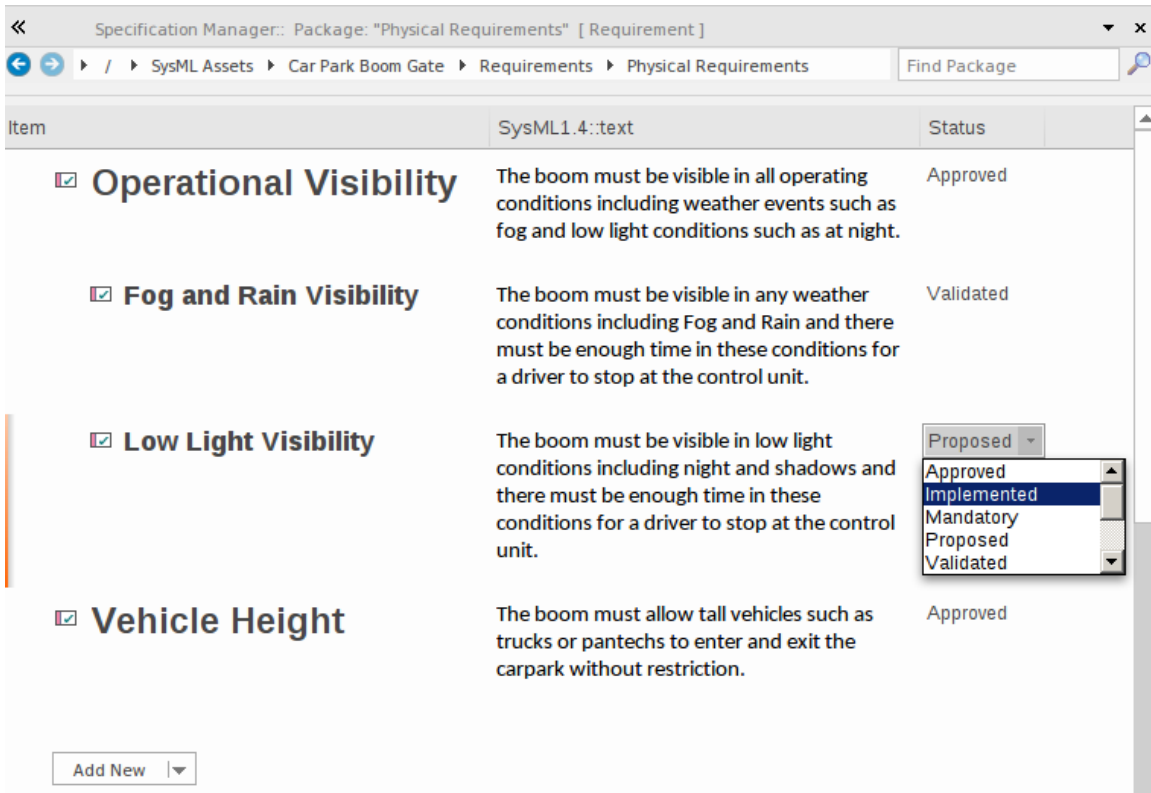 Specification Manager:: Package: "Physical Requirements" [ Requirement ]
/ SysML Assets Car Park Boom Gate Requirements Physical Requirements Find Package
Item SysML1.4::text Status
Operational Visibility
The boom must be visible in all operating
conditions including weather events such as
fog and low light conditions such as at night.
Approved
Fog and Rain Visibility
The boom must be visible in any weather
conditions including Fog and Rain and there
must be enough time in these conditions for
a driver to stop at the control unit.
Validated
Low Light Visibility
The boom must be visible in low light
conditions including night and shadows and
there must be enough time in these
conditions for a driver to stop at the control
unit.
Proposed
Approved
Implemented
Mandatory
Proposed
Validated
Vehicle Height
The boom must allow tall vehicles such as
trucks or pantechs to enter and exit the
carpark without restriction.
Approved
Add New